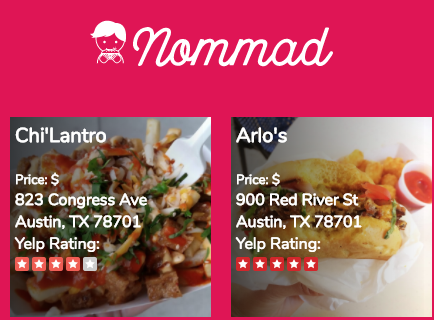 Nommad
Chi'Lantro
Price: $
823 Congress Ave
Austin, TX 78701
Yelp Rating:
Arlo's
Price: $
900 Red River St
Austin, TX 78701
Yelp Rating: